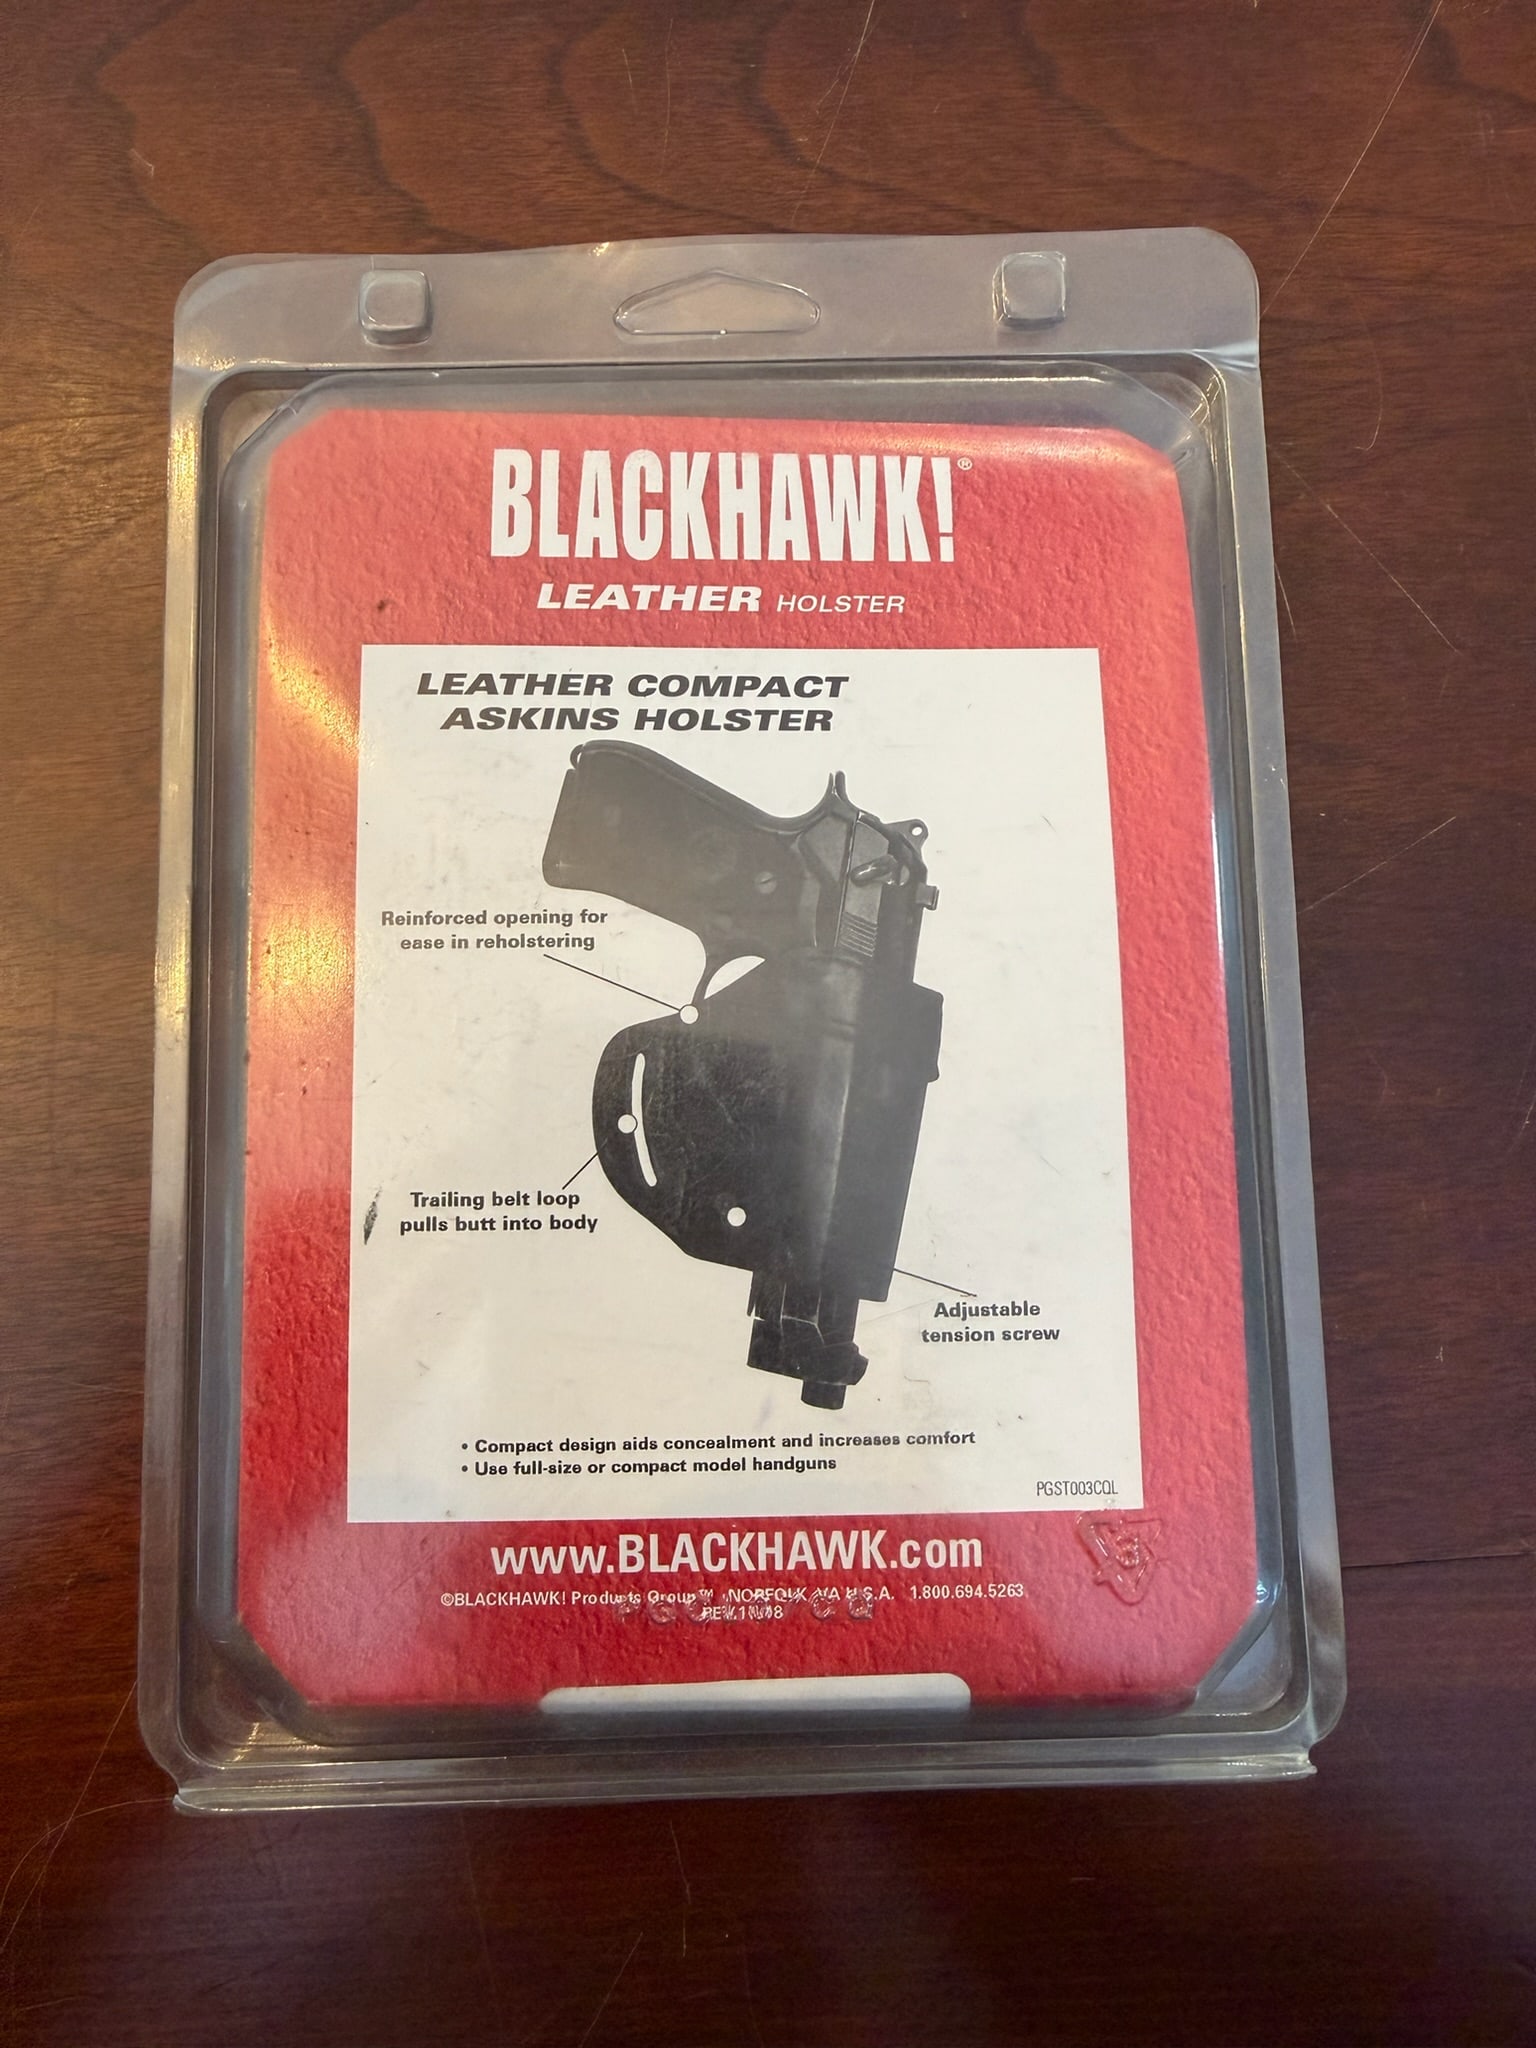 BLACKHAWK!®
LEATHER HOLSTER
LEATHER COMPACT
ASKINS HOLSTER
Reinforced opening for
ease in reholstering
Trailing belt loop
pulls butt into body
Adjustable
tension screw
• Compact design aids concealment and increases comfort
• Use full-size or compact model handguns
PGST003CQL
www.BLACKHAWK.com
©BLACKHAWK! Products Group™ NORFOLK, VA U.S.A. 1.800.694.5263